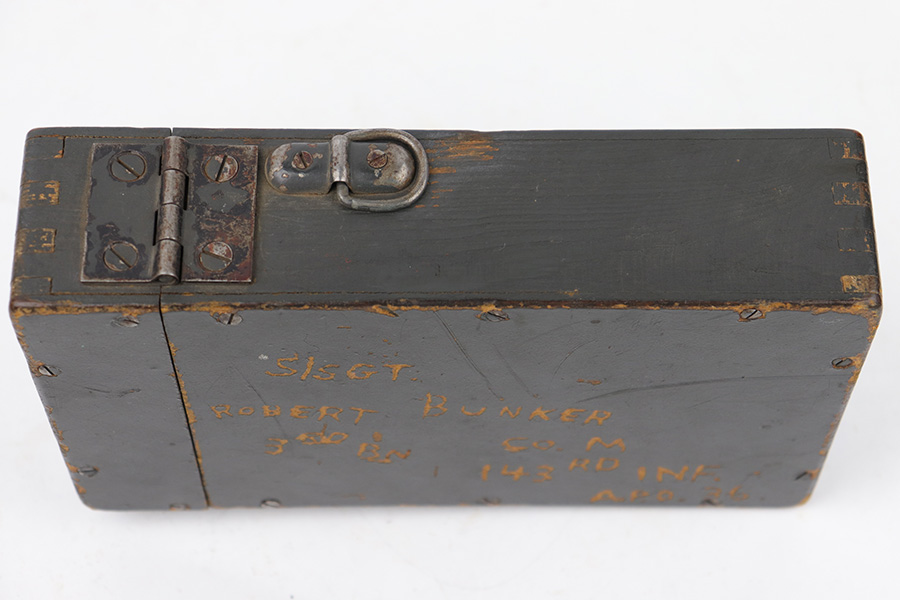 S/SGT.
ROBERT BUNKER
3RD BN CO. M
143RD INF.
APO. 36